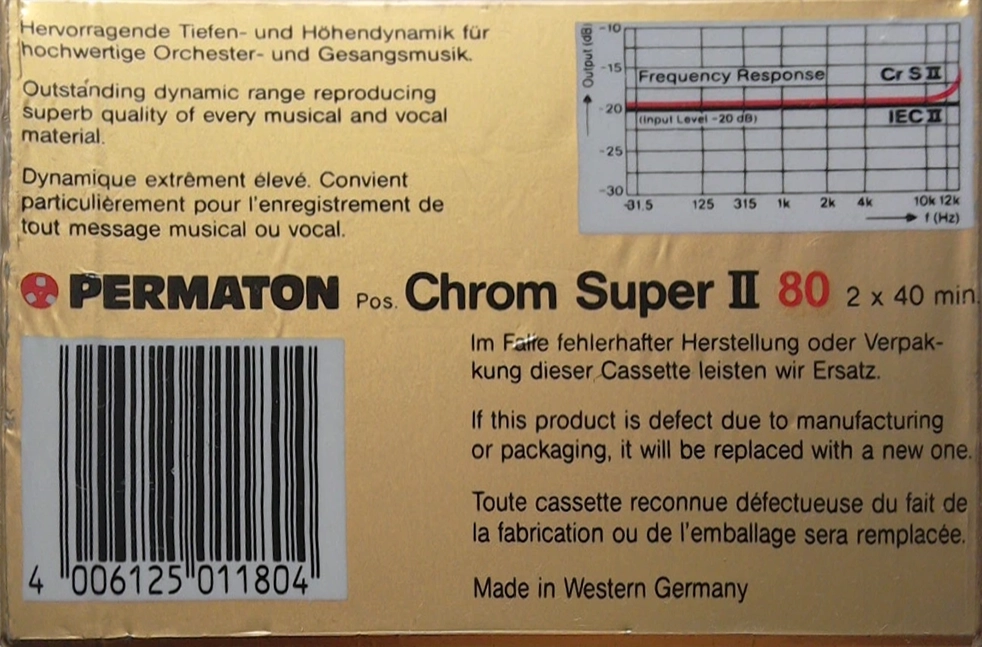 Hervorragende Tiefen- und Höhendynamik für
hochwertige Orchester- und Gesangsmusik.
Outstanding dynamic range reproducing
superb quality of every musical and vocal
material.
Dynamique extrêment élevé. Convient
particulièrement pour l'enregistrement de
tout message musical ou vocal.
Output (dB)
-10
-15
Frequency Response
Cr S II
-20
(Input Level -20 dB)
IEC II
-25
-30
31.5 125 315 1k 2k 4k 10k 12k
f (Hz)
PERMATON Pos. Chrom Super II 80 2 x 40 min.
Im Falle fehlerhafter Herstellung oder Verpak-
kung dieser Cassette leisten wir Ersatz.
If this product is defect due to manufacturing
or packaging, it will be replaced with a new one.
Toute cassette reconnue défectueuse du fait de
la fabrication ou de l'emballage sera remplacée.
Made in Western Germany
4 006125 011804